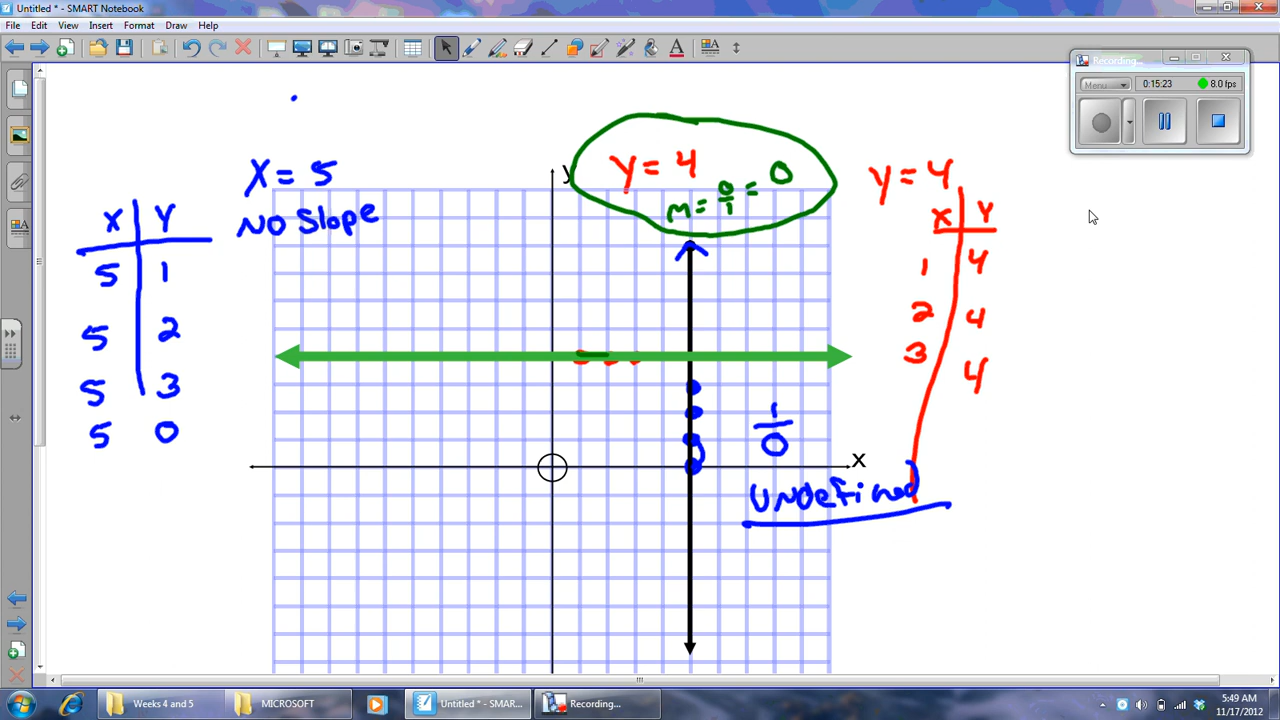 Untitled * - SMART Notebook
File Edit View Insert Format Tools Draw Help
Recording...
Menu 0:15:23 8.0 fps
X = 5
No Slope
X Y
5 1
5 2
5 3
5 0
y
Y = 4
m = 0/1 = 0
y = 4
X Y
1 4
2 4
3 4
1/0
x
Undefined
Weeks 4 and 5 MICROSOFT Untitled * - SMAR... Recording...
5:49 AM
11/17/2012